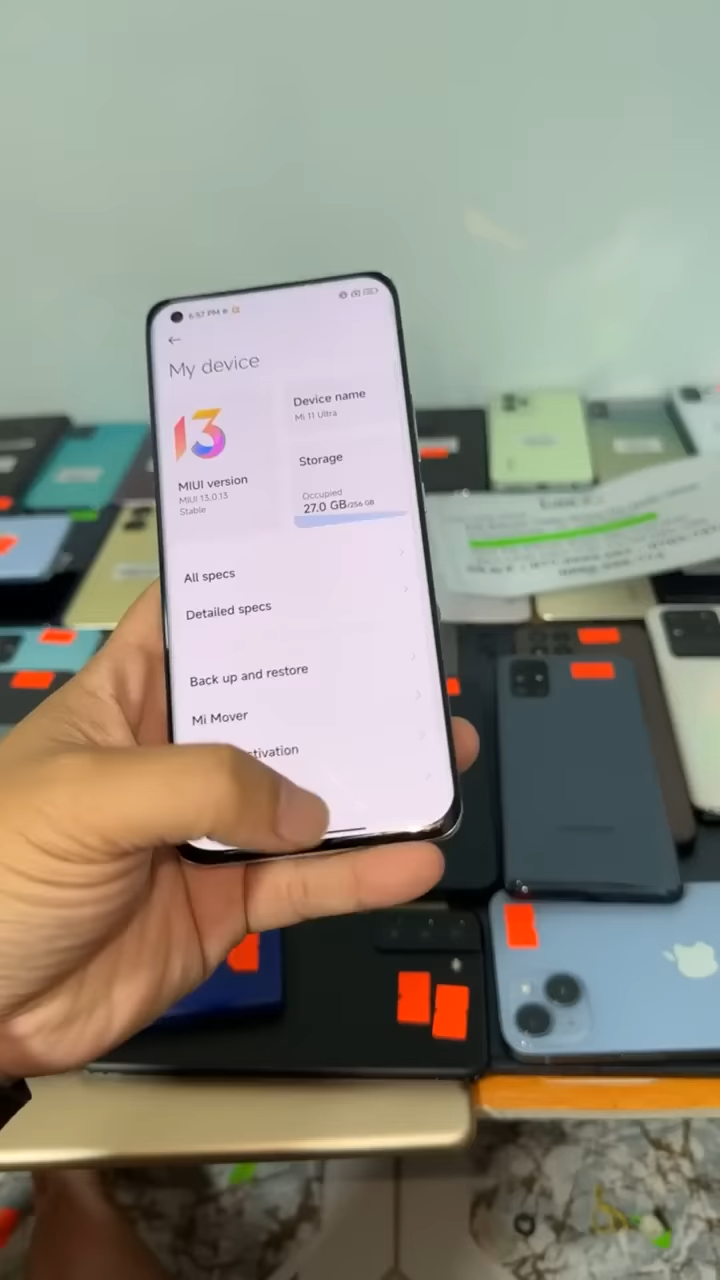 6:57 PM
My device
13
MIUI version
MIUI 13.0.13
Stable
Device name
Mi 11 Ultra
Storage
Occupied
27.0 GB/256 GB
All specs
Detailed specs
Back up and restore
Mi Mover